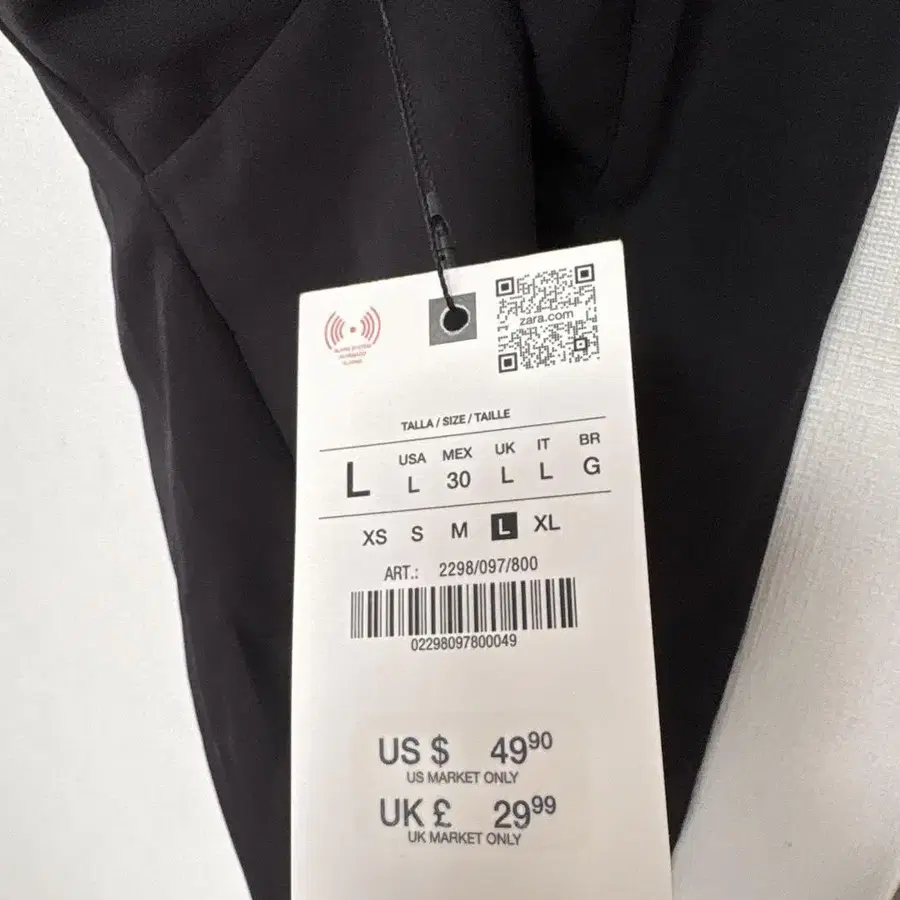 zara.com
TALLA / SIZE / TAILLE
L
USA MEX UK IT BR
L 30 L L G
XS S M L XL
ART.: 2298/097/800
02298097800049
US $ 49.90
US MARKET ONLY
UK £ 29.99
UK MARKET ONLY